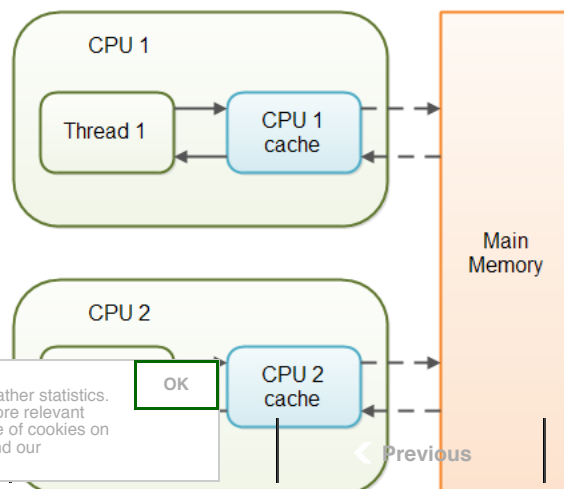 CPU 1
Thread 1
CPU 1
cache
Main
Memory
CPU 2
CPU 2
cache
OK
ather statistics.
ore relevant
e of cookies on
nd our
Previous